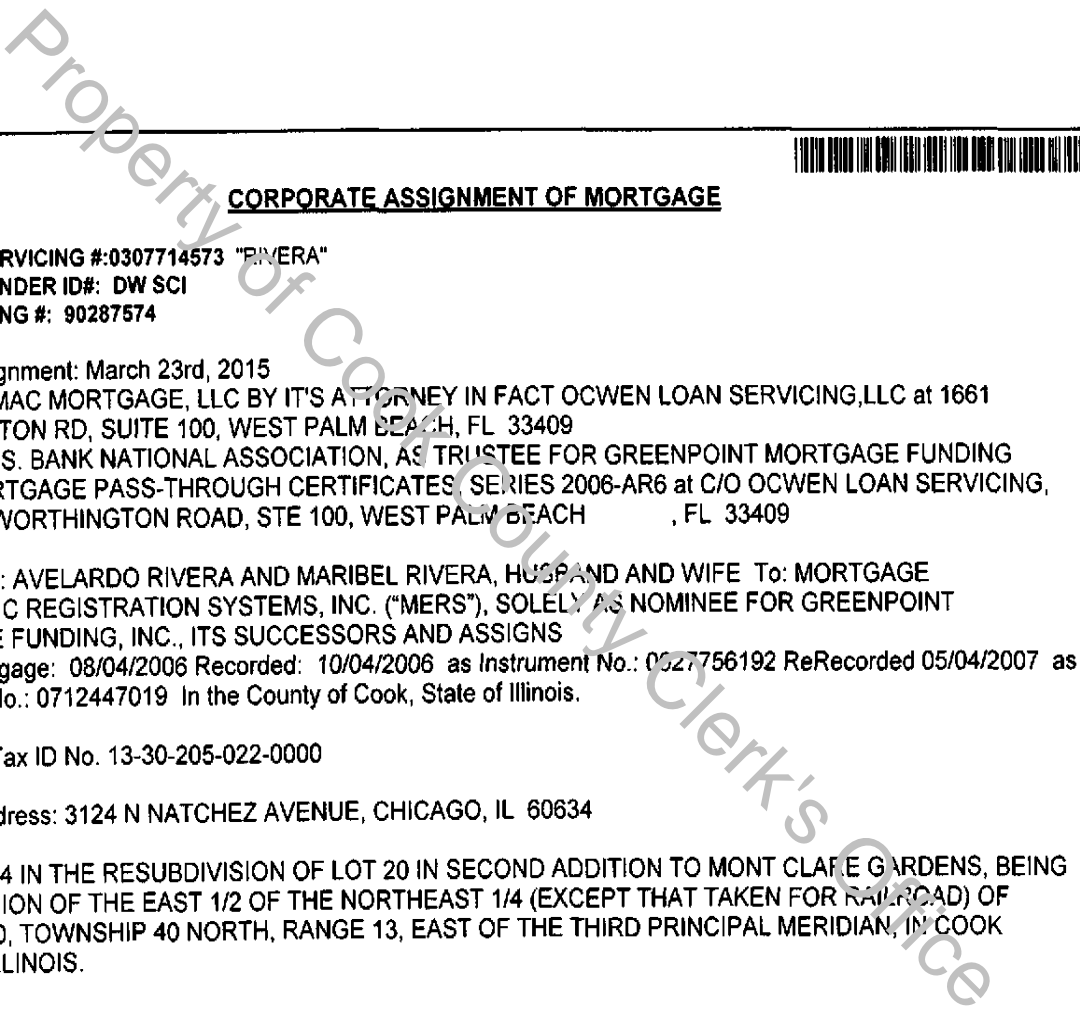 Property of Cook County Clerk's Office
CORPORATE ASSIGNMENT OF MORTGAGE
RVICING #:0307714573 "RIVERA"
NDER ID#: DW SCI
NG #: 90287574
gnment: March 23rd, 2015
MAC MORTGAGE, LLC BY IT'S ATTORNEY IN FACT OCWEN LOAN SERVICING,LLC at 1661
TON RD, SUITE 100, WEST PALM BEACH, FL 33409
S. BANK NATIONAL ASSOCIATION, AS TRUSTEE FOR GREENPOINT MORTGAGE FUNDING
RTGAGE PASS-THROUGH CERTIFICATES, SERIES 2006-AR6 at C/O OCWEN LOAN SERVICING,
WORTHINGTON ROAD, STE 100, WEST PALM BEACH , FL 33409
: AVELARDO RIVERA AND MARIBEL RIVERA, HUSBAND AND WIFE To: MORTGAGE
C REGISTRATION SYSTEMS, INC. ("MERS"), SOLELY AS NOMINEE FOR GREENPOINT
E FUNDING, INC., ITS SUCCESSORS AND ASSIGNS
gage: 08/04/2006 Recorded: 10/04/2006 as Instrument No.: 0627756192 ReRecorded 05/04/2007 as
No.: 0712447019 In the County of Cook, State of Illinois.
Tax ID No. 13-30-205-022-0000
dress: 3124 N NATCHEZ AVENUE, CHICAGO, IL 60634
4 IN THE RESUBDIVISION OF LOT 20 IN SECOND ADDITION TO MONT CLARE GARDENS, BEING
ION OF THE EAST 1/2 OF THE NORTHEAST 1/4 (EXCEPT THAT TAKEN FOR RAILROAD) OF
0, TOWNSHIP 40 NORTH, RANGE 13, EAST OF THE THIRD PRINCIPAL MERIDIAN, IN COOK
LLINOIS.